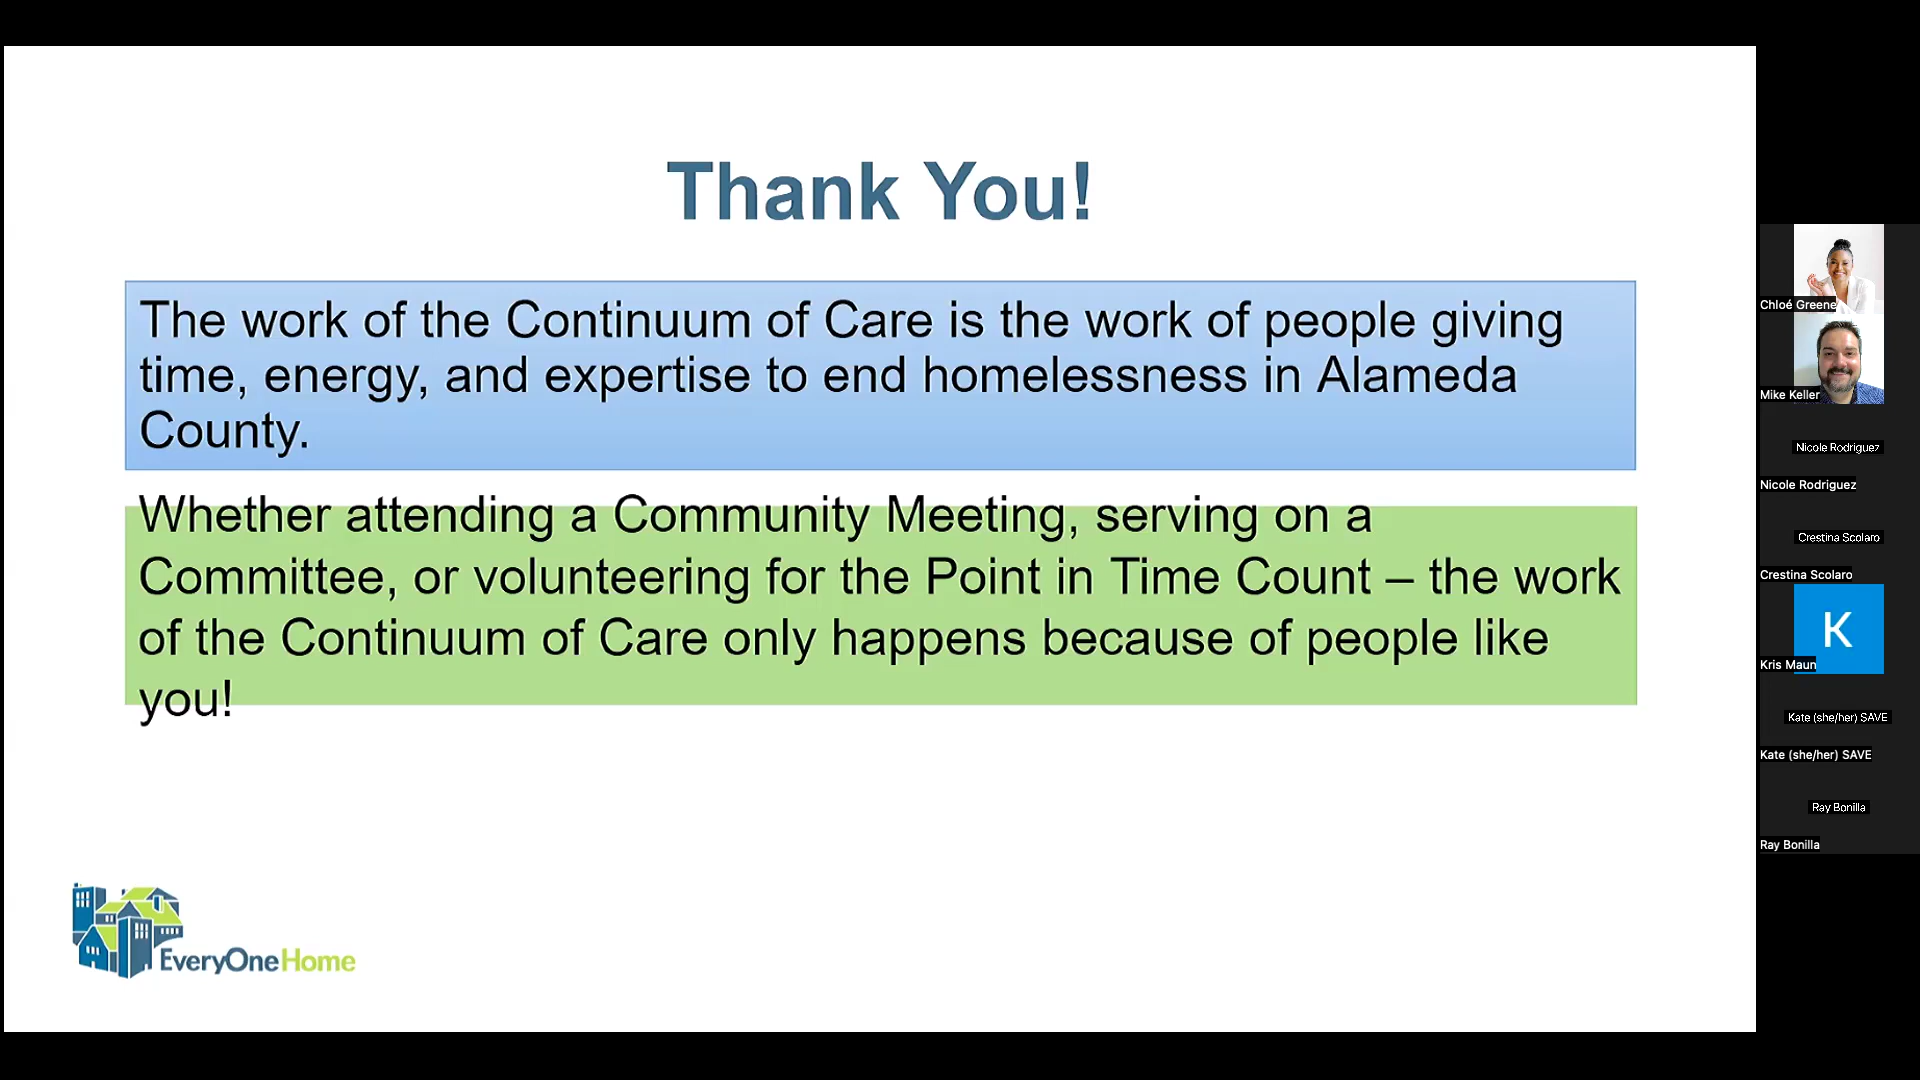 Thank You!
The work of the Continuum of Care is the work of people giving
time, energy, and expertise to end homelessness in Alameda
County.
Whether attending a Community Meeting, serving on a
Committee, or volunteering for the Point in Time Count – the work
of the Continuum of Care only happens because of people like
you!
EveryOneHome
Chloé Greene
Mike Keller
Nicole Rodriguez
Nicole Rodriguez
Crestina Scolaro
Crestina Scolaro
K
Kris Maun
Kate (she/her) SAVE
Kate (she/her) SAVE
Ray Bonilla
Ray Bonilla